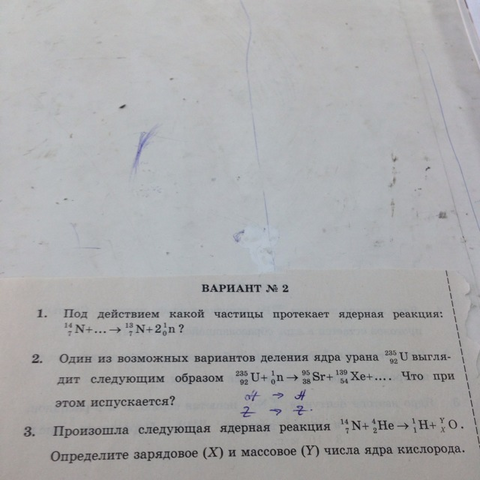 ВАРИАНТ № 2
1. Под действием какой частицы протекает ядерная реакция:
¹⁴₇N+...→¹³₇N+2¹₀n?
2. Один из возможных вариантов деления ядра урана ²³⁵₉₂U выгля-
дит следующим образом ²³⁵₉₂U+¹₀n→⁹⁵₃₈Sr+¹³⁹₅₄Xe+.... Что при
этом испускается?
A → A
Z → Z.
3. Произошла следующая ядерная реакция ¹⁴₇N+⁴₂He→¹₁H+ʸₓO.
Определите зарядовое (X) и массовое (Y) числа ядра кислорода.